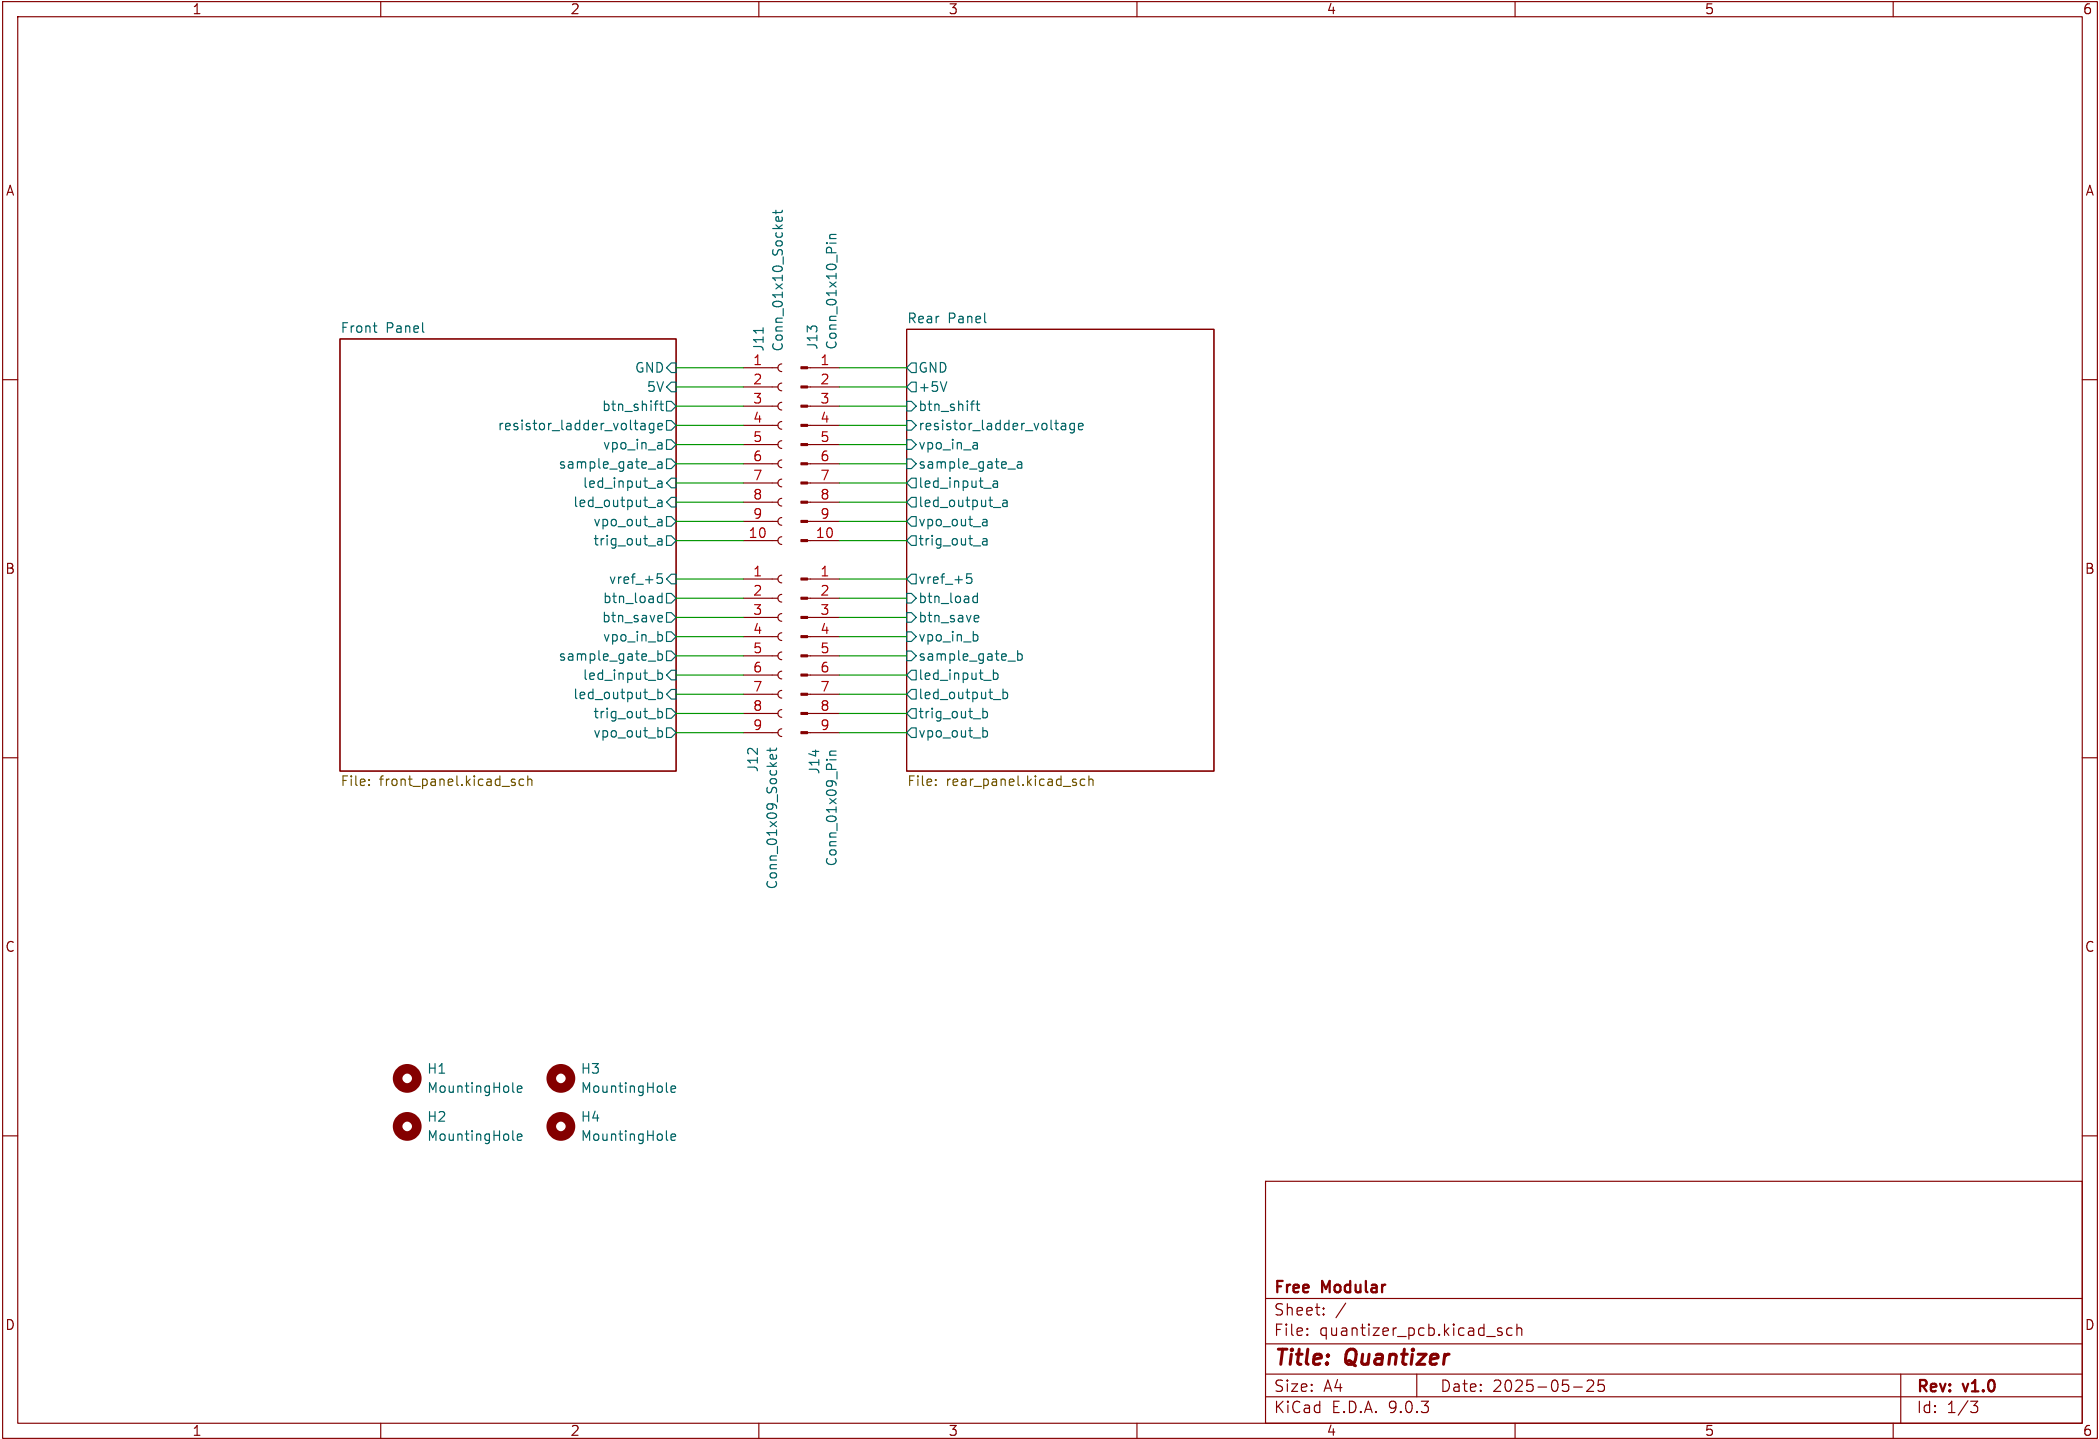 1 2 3 4 5 6
A A
B B
C C
D D
Conn_01x10_Socket
J11
Conn_01x10_Pin
J13
Front Panel
GND 1
5V 2
btn_shift 3
resistor_ladder_voltage 4
vpo_in_a 5
sample_gate_a 6
led_input_a 7
led_output_a 8
vpo_out_a 9
trig_out_a 10
vref_+5 1
btn_load 2
btn_save 3
vpo_in_b 4
sample_gate_b 5
led_input_b 6
led_output_b 7
trig_out_b 8
vpo_out_b 9
File: front_panel.kicad_sch
Rear Panel
1 GND
2 +5V
3 btn_shift
4 resistor_ladder_voltage
5 vpo_in_a
6 sample_gate_a
7 led_input_a
8 led_output_a
9 vpo_out_a
10 trig_out_a
1 vref_+5
2 btn_load
3 btn_save
4 vpo_in_b
5 sample_gate_b
6 led_input_b
7 led_output_b
8 trig_out_b
9 vpo_out_b
File: rear_panel.kicad_sch
J12
Conn_01x09_Socket
J14
Conn_01x09_Pin
H1
MountingHole
H3
MountingHole
H2
MountingHole
H4
MountingHole
Free Modular
Sheet: /
File: quantizer_pcb.kicad_sch
Title: Quantizer
Size: A4
Date: 2025-05-25
Rev: v1.0
KiCad E.D.A. 9.0.3
Id: 1/3
1 2 3 4 5 6